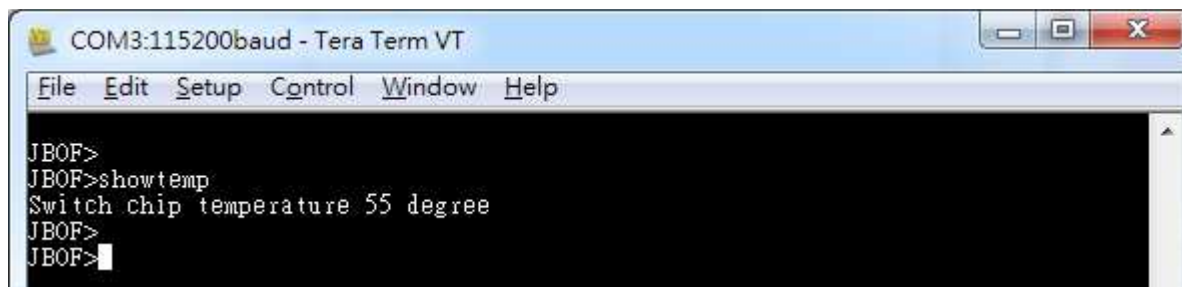 COM3:115200baud - Tera Term VT
File Edit Setup Control Window Help
JBOF>
JBOF>showtemp
Switch chip temperature 55 degree
JBOF>
JBOF>